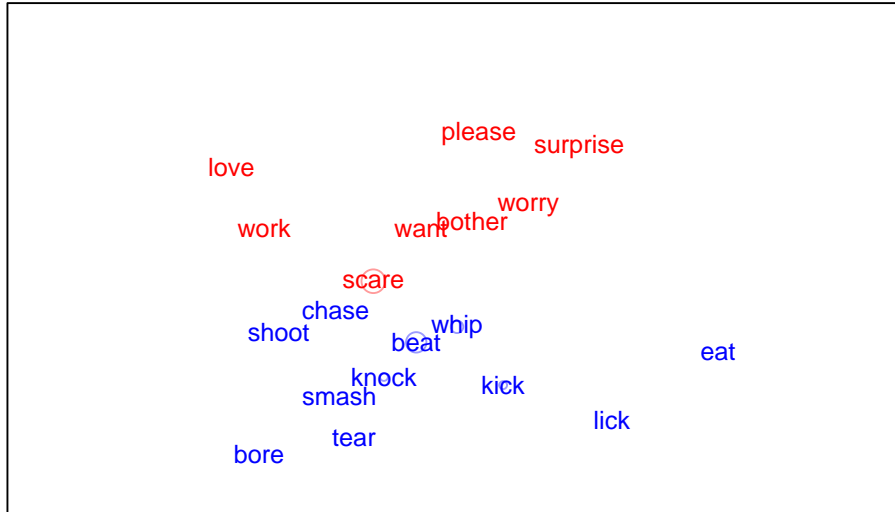 please
surprise
love
worry
bother
want
work
scare
chase
whip
shoot
beat
eat
knock
kick
smash
lick
tear
bore